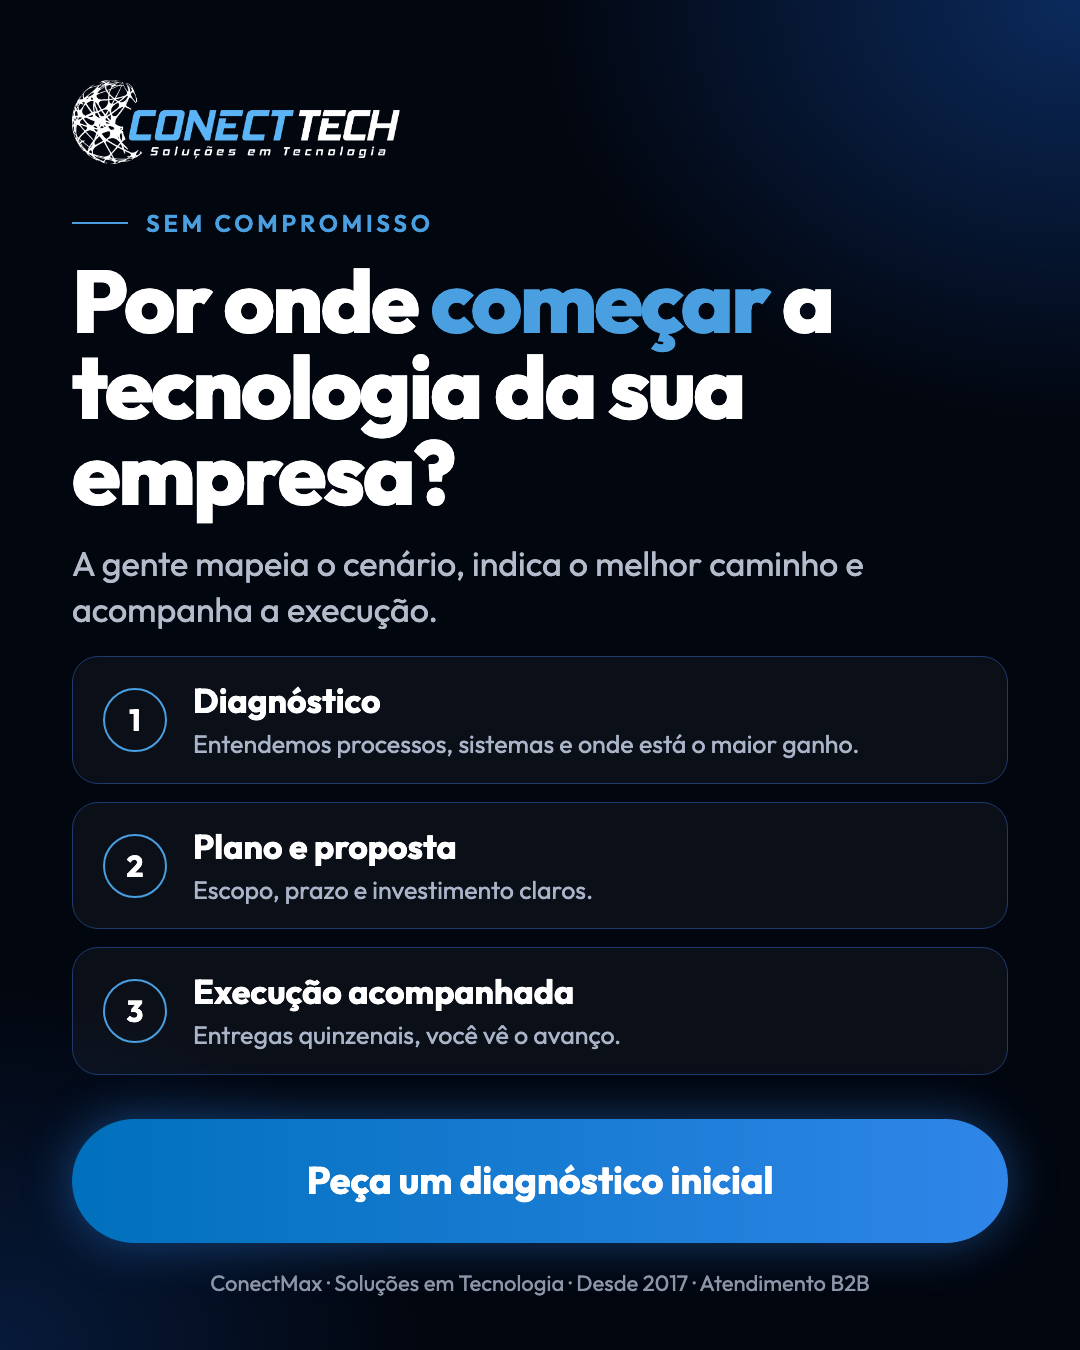 CONECTTECH
Soluções em Tecnologia
SEM COMPROMISSO
Por onde começar a
tecnologia da sua
empresa?
A gente mapeia o cenário, indica o melhor caminho e
acompanha a execução.
1
Diagnóstico
Entendemos processos, sistemas e onde está o maior ganho.
2
Plano e proposta
Escopo, prazo e investimento claros.
3
Execução acompanhada
Entregas quinzenais, você vê o avanço.
Peça um diagnóstico inicial
ConectMax · Soluções em Tecnologia · Desde 2017 · Atendimento B2B